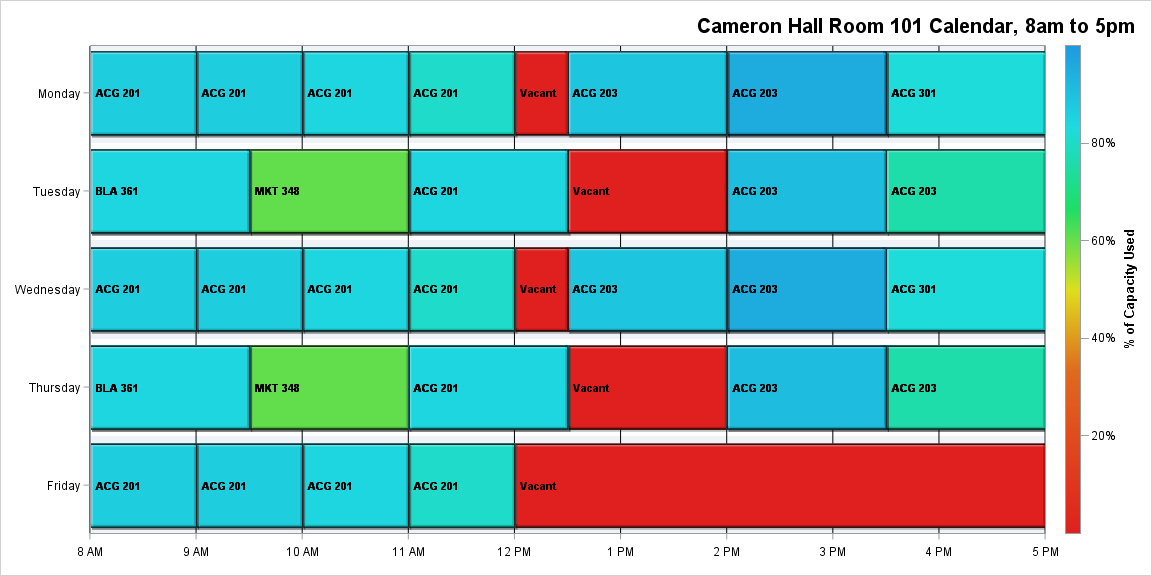 Cameron Hall Room 101 Calendar, 8am to 5pm
Monday ACG 201 ACG 201 ACG 201 ACG 201 Vacant ACG 203 ACG 203 ACG 301
80%
Tuesday BLA 361 MKT 348 ACG 201 Vacant ACG 203 ACG 203
60%
% of Capacity Used
Wednesday ACG 201 ACG 201 ACG 201 ACG 201 Vacant ACG 203 ACG 203 ACG 301
40%
Thursday BLA 361 MKT 348 ACG 201 Vacant ACG 203 ACG 203
20%
Friday ACG 201 ACG 201 ACG 201 ACG 201 Vacant
8 AM 9 AM 10 AM 11 AM 12 PM 1 PM 2 PM 3 PM 4 PM 5 PM